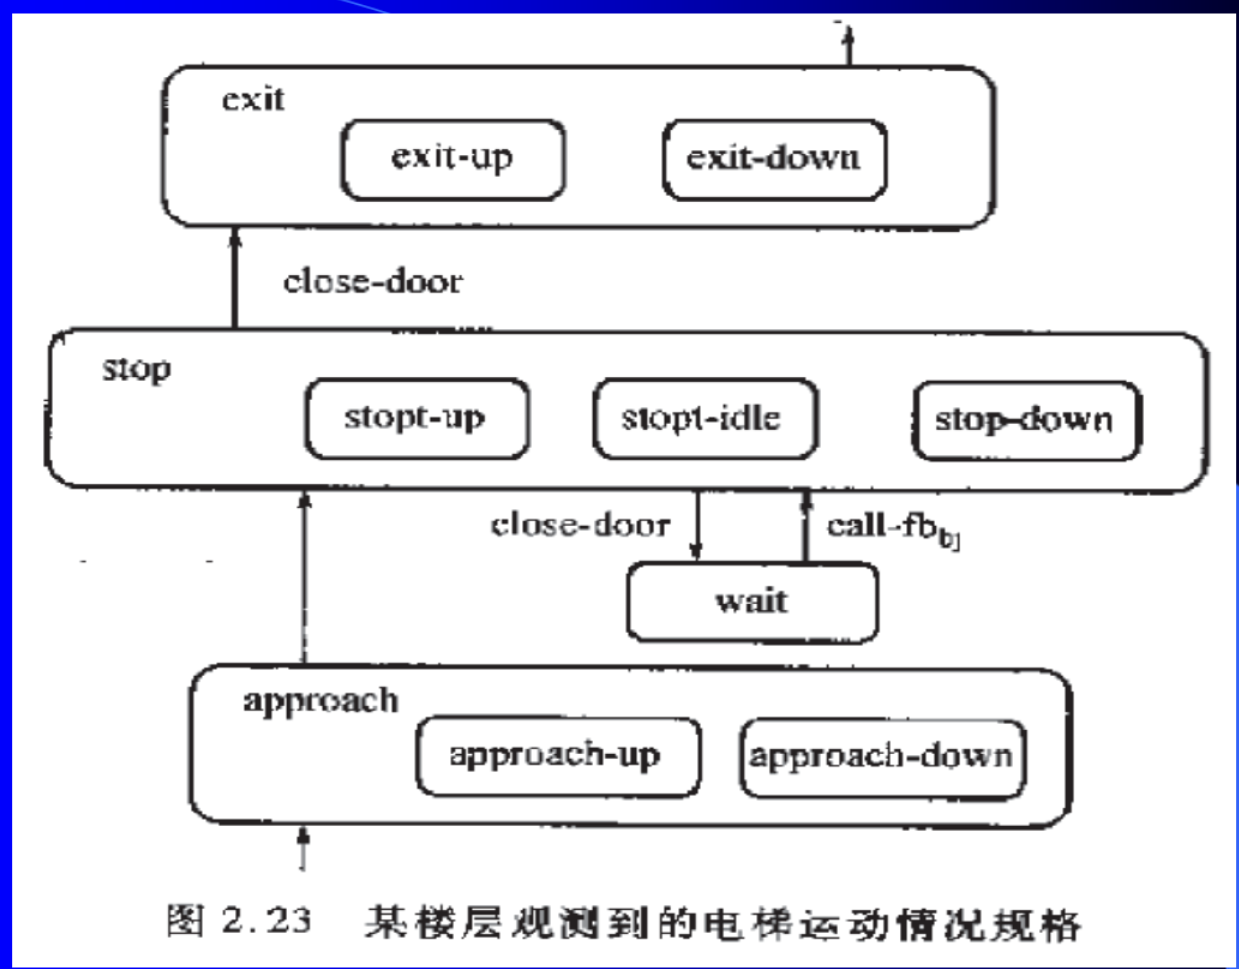 exit
exit-up
exit-down
close-door
stop
stopt-up
stopt-idle
stop-down
close-door
call-fb_bj
wait
approach
approach-up
approach-down
图 2.23 某楼层观测到的电梯运动情况规格